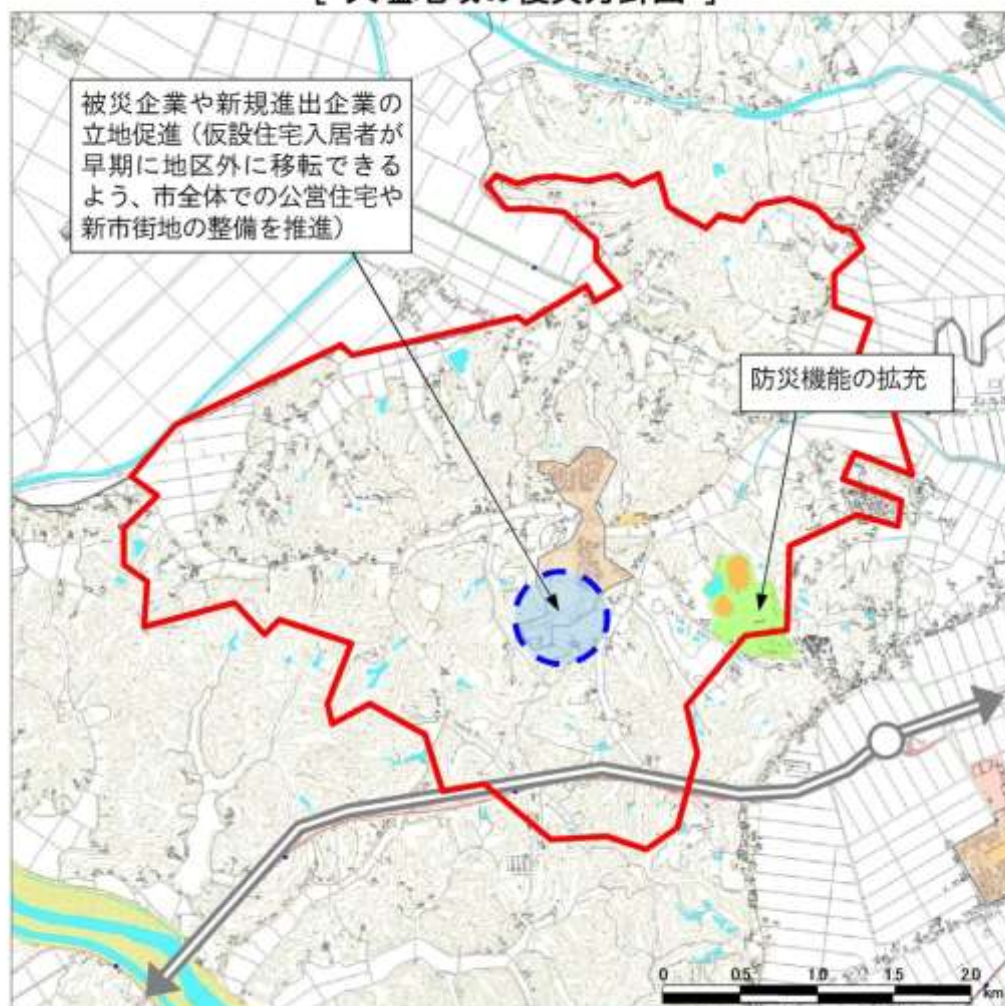 被災企業や新規進出企業の
立地促進（仮設住宅入居者が
早期に地区外に移転できる
よう、市全体での公営住宅や
新市街地の整備を推進）
防災機能の拡充
0 0.5 1.0 1.5 2.0
km